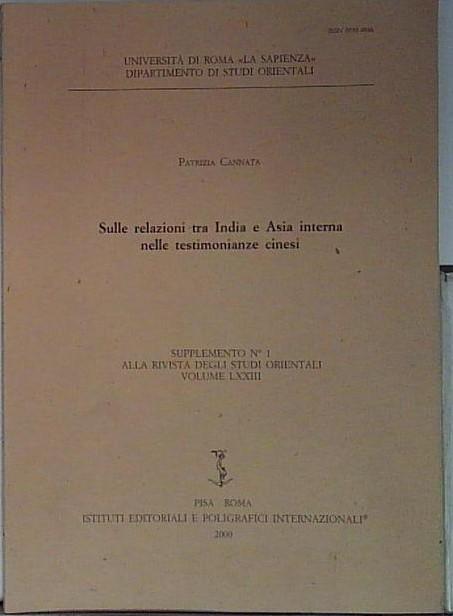 UNIVERSITÀ DI ROMA «LA SAPIENZA»
DIPARTIMENTO DI STUDI ORIENTALI
PATRIZIA CANNATA
Sulle relazioni tra India e Asia interna
nelle testimonianze cinesi
SUPPLEMENTO N° 1
ALLA RIVISTA DEGLI STUDI ORIENTALI
VOLUME LXXIII
PISA · ROMA
ISTITUTI EDITORIALI E POLIGRAFICI INTERNAZIONALI®
2000